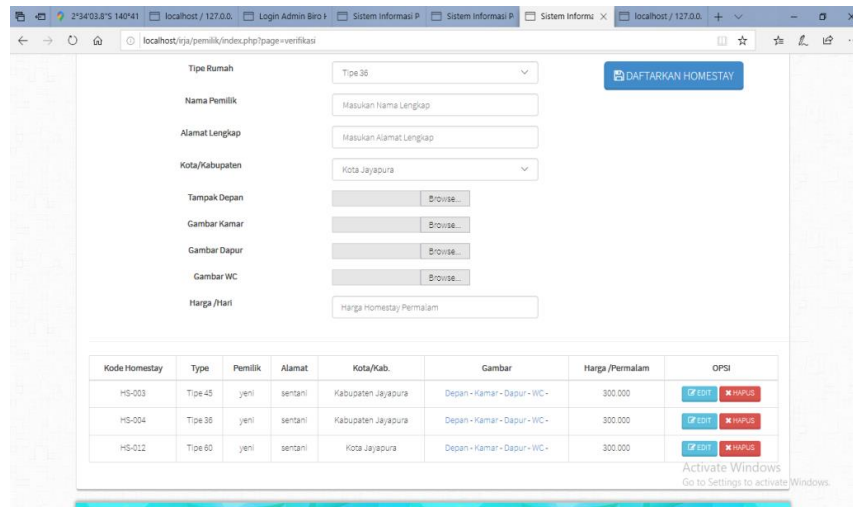 2°34'03.8"S 140°41
localhost / 127.0.0.
Login Admin Biro H
Sistem Informasi P
Sistem Informasi P
Sistem Informa
localhost / 127.0.0.
localhost/irja/pemilik/index.php?page=verifikasi
Tipe Rumah
Tipe 36
DAFTARKAN HOMESTAY
Nama Pemilik
Masukan Nama Lengkap
Alamat Lengkap
Masukan Alamat Lengkap
Kota/Kabupaten
Kota Jayapura
Tampak Depan
Browse...
Gambar Kamar
Browse...
Gambar Dapur
Browse...
Gambar WC
Browse...
Harga /Hari
Harga Homestay Permalam
Kode Homestay Type Pemilik Alamat Kota/Kab. Gambar Harga /Permalam OPSI
HS-003 Tipe 45 yeni sentani Kabupaten Jayapura Depan - Kamar - Dapur - WC - 300.000 EDIT HAPUS
HS-004 Tipe 36 yeni sentani Kabupaten Jayapura Depan - Kamar - Dapur - WC - 300.000 EDIT HAPUS
HS-012 Tipe 60 yeni sentani Kota Jayapura Depan - Kamar - Dapur - WC - 300.000 EDIT HAPUS
Activate Windows
Go to Settings to activate Windows.